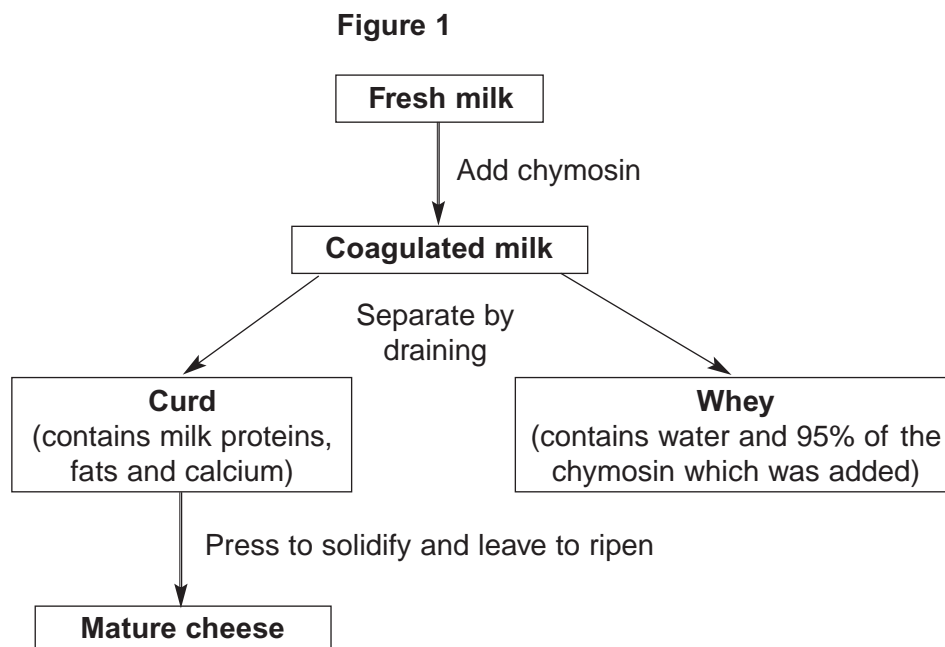 Figure 1
Fresh milk
Add chymosin
Coagulated milk
Separate by
draining
Curd
(contains milk proteins,
fats and calcium)
Whey
(contains water and 95% of the
chymosin which was added)
Press to solidify and leave to ripen
Mature cheese